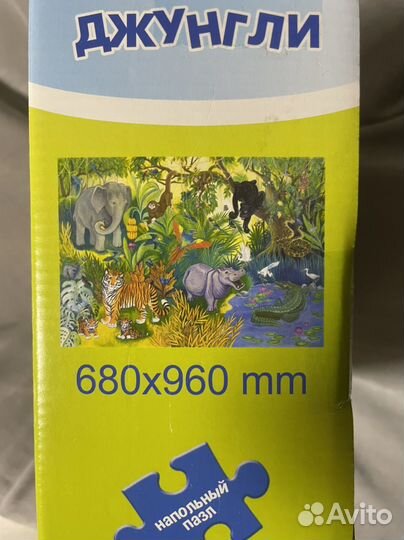 ДЖУНГЛИ
680x960 mm
напольный
пазл
Avito